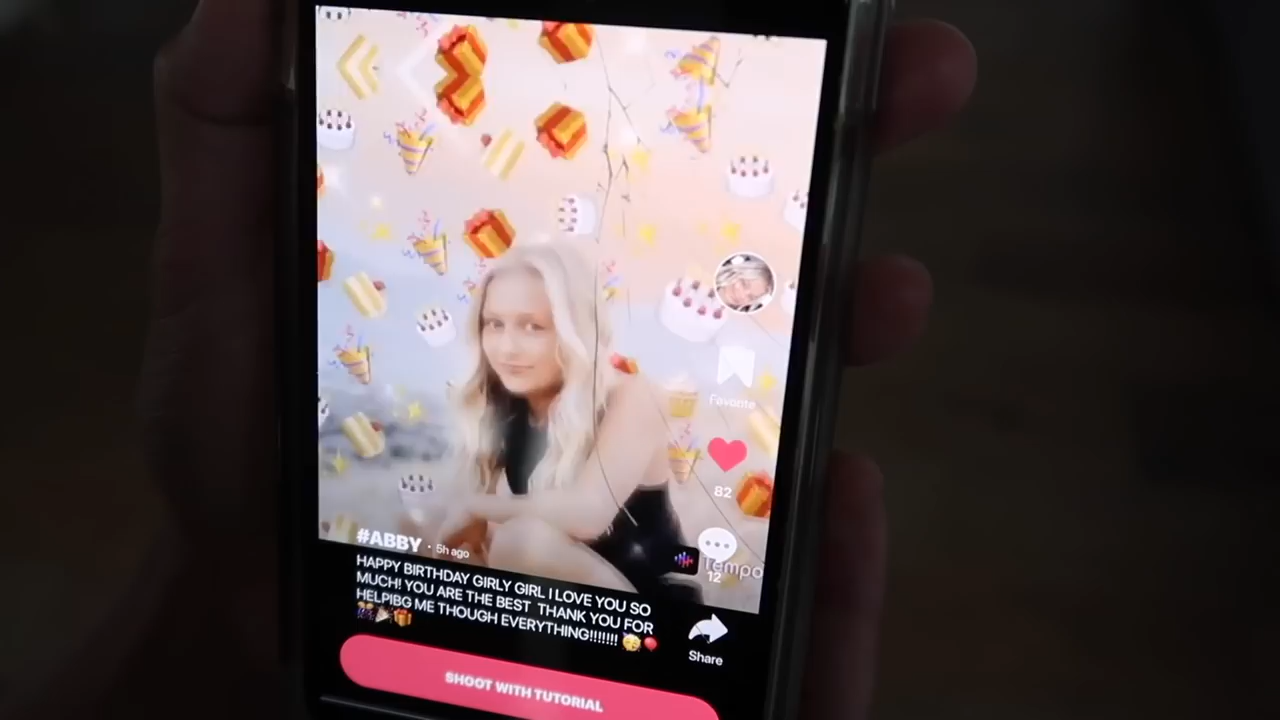 Favorite
82
#ABBY · 5h ago
Tempo
12
HAPPY BIRTHDAY GIRLY GIRL I LOVE YOU SO
MUCH! YOU ARE THE BEST THANK YOU FOR
HELPIBG ME THOUGH EVERYTHING!!!!!!! 🥳🎈
🎊🎉🎁
Share
SHOOT WITH TUTORIAL